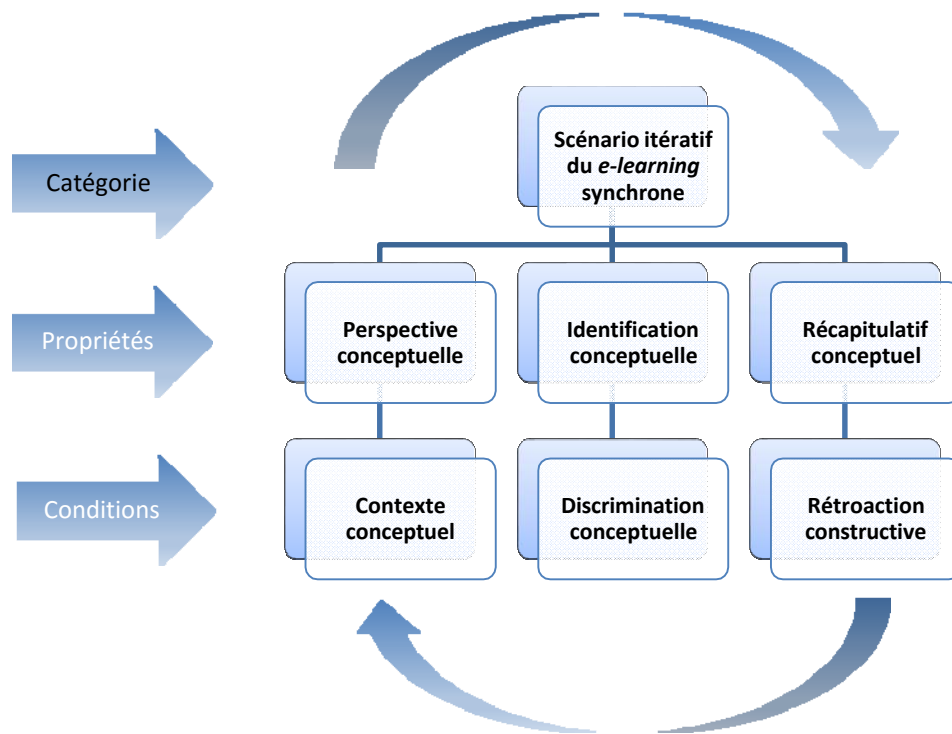 Catégorie
Scénario itératif
du e-learning
synchrone
Propriétés
Perspective
conceptuelle
Identification
conceptuelle
Récapitulatif
conceptuel
Conditions
Contexte
conceptuel
Discrimination
conceptuelle
Rétroaction
constructive